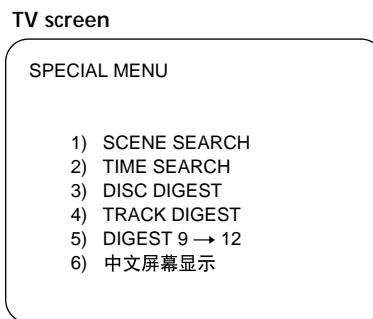 TV screen
SPECIAL MENU
1) SCENE SEARCH
2) TIME SEARCH
3) DISC DIGEST
4) TRACK DIGEST
5) DIGEST 9 → 12
6) 中文屏幕显示